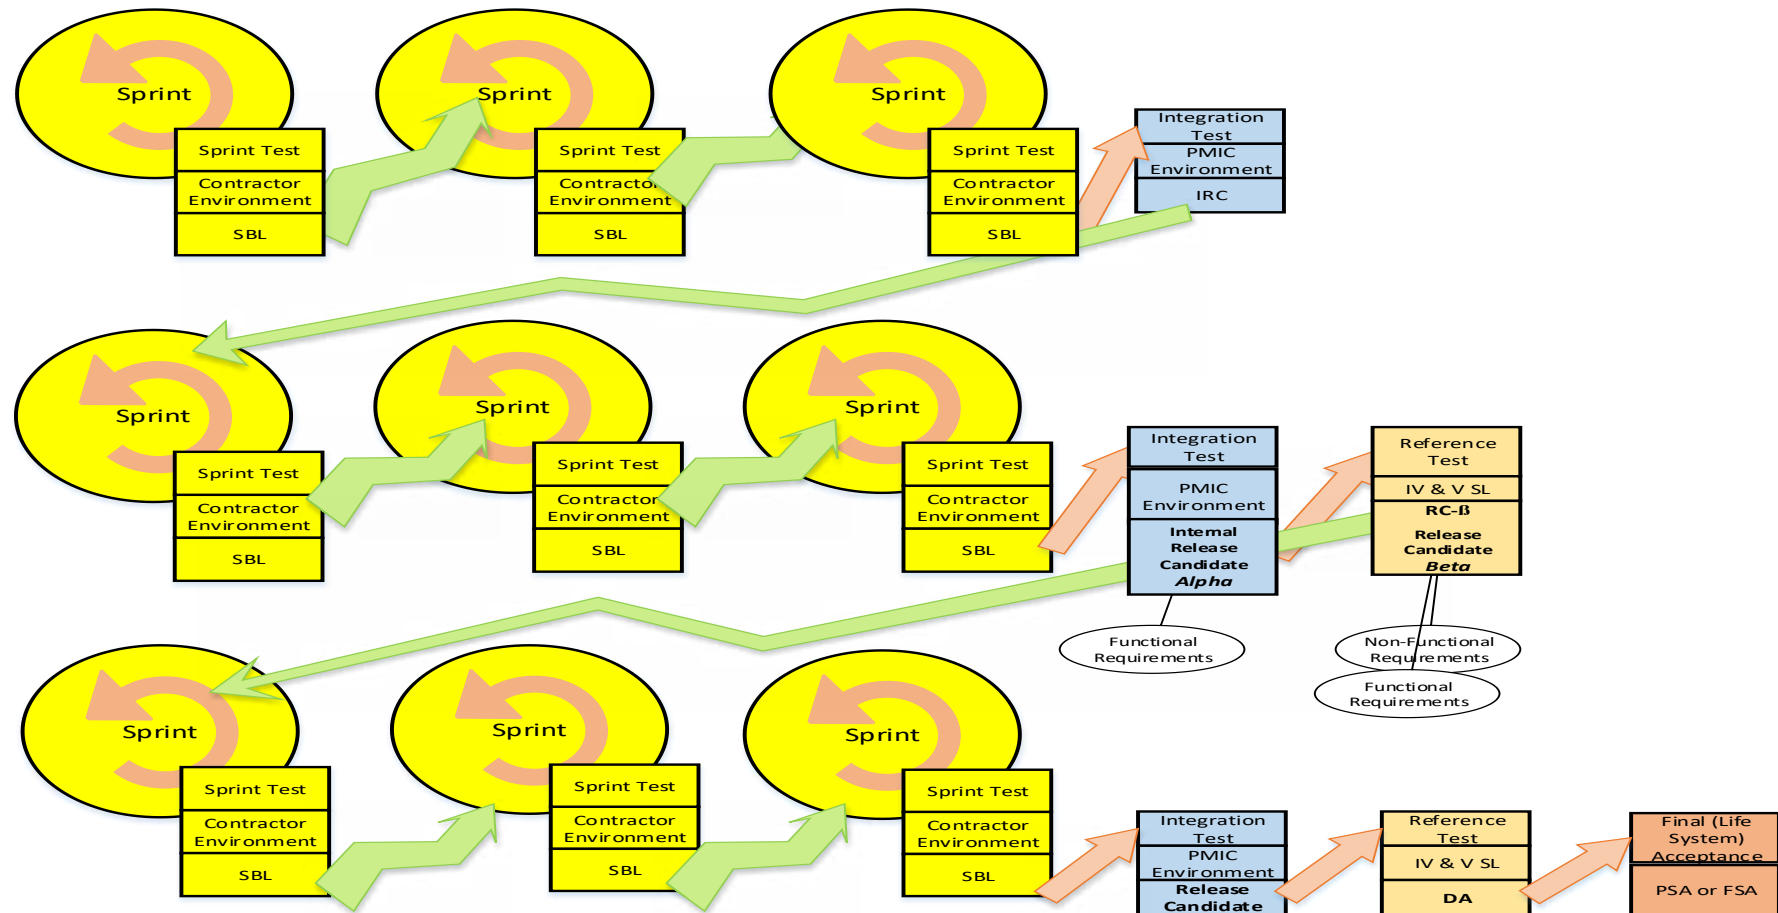 Sprint
Sprint
Sprint
Sprint Test
Contractor
Environment
SBL
Sprint Test
Contractor
Environment
SBL
Sprint Test
Contractor
Environment
SBL
Integration
Test
PMIC
Environment
IRC
Sprint
Sprint
Sprint
Sprint Test
Contractor
Environment
SBL
Sprint Test
Contractor
Environment
SBL
Sprint Test
Contractor
Environment
SBL
Integration
Test
PMIC
Environment
Internal
Release
Candidate
Alpha
Reference
Test
IV & V SL
RC-ß
Release
Candidate
Beta
Functional
Requirements
Non-Functional
Requirements
Functional
Requirements
Sprint
Sprint
Sprint
Sprint Test
Contractor
Environment
SBL
Sprint Test
Contractor
Environment
SBL
Sprint Test
Contractor
Environment
SBL
Integration
Test
PMIC
Environment
Release
Candidate
Reference
Test
IV & V SL
DA
Final (Life
System)
Acceptance
PSA or FSA